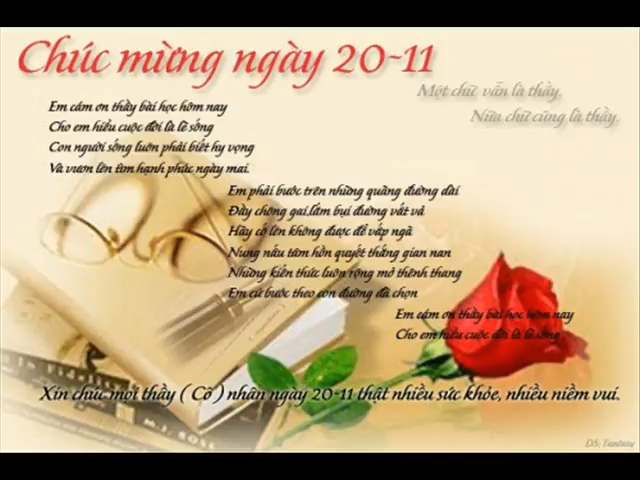 Chúc mừng ngày 20-11
Một chữ vẫn là thầy,
Nửa chữ cũng là thầy.
Em cám ơn thầy bài học hôm nay
Cho em hiểu cuộc đời là lẽ sống
Con người sống luôn phải biết hy vọng
Và vươn lên tìm hạnh phúc ngày mai.
Em phải bước trên những quãng đường dài
Đầy chông gai, lấm bụi đường vất vả
Hãy cố lên không được để vấp ngã
Nung nấu tâm hồn quyết thắng gian nan
Những kiến thức luôn rộng mở thênh thang
Em cứ bước theo con đường đã chọn
Em cám ơn thầy bài học hôm nay
Cho em hiểu cuộc đời là lẽ sống
Xin chúc mọi thầy ( Cô ) nhân ngày 20-11 thật nhiều sức khỏe, nhiều niềm vui.
M.J. ROSS
DS: Fantasy